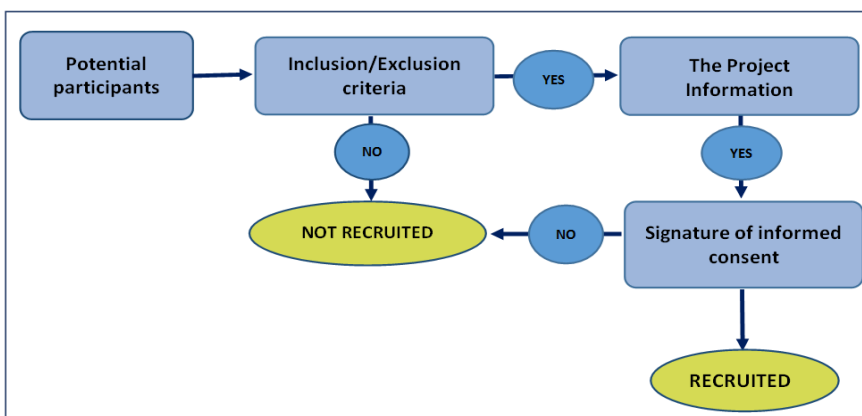 Potential
participants
Inclusion/Exclusion
criteria
YES
The Project
Information
NO
YES
NOT RECRUITED
NO
Signature of informed
consent
RECRUITED